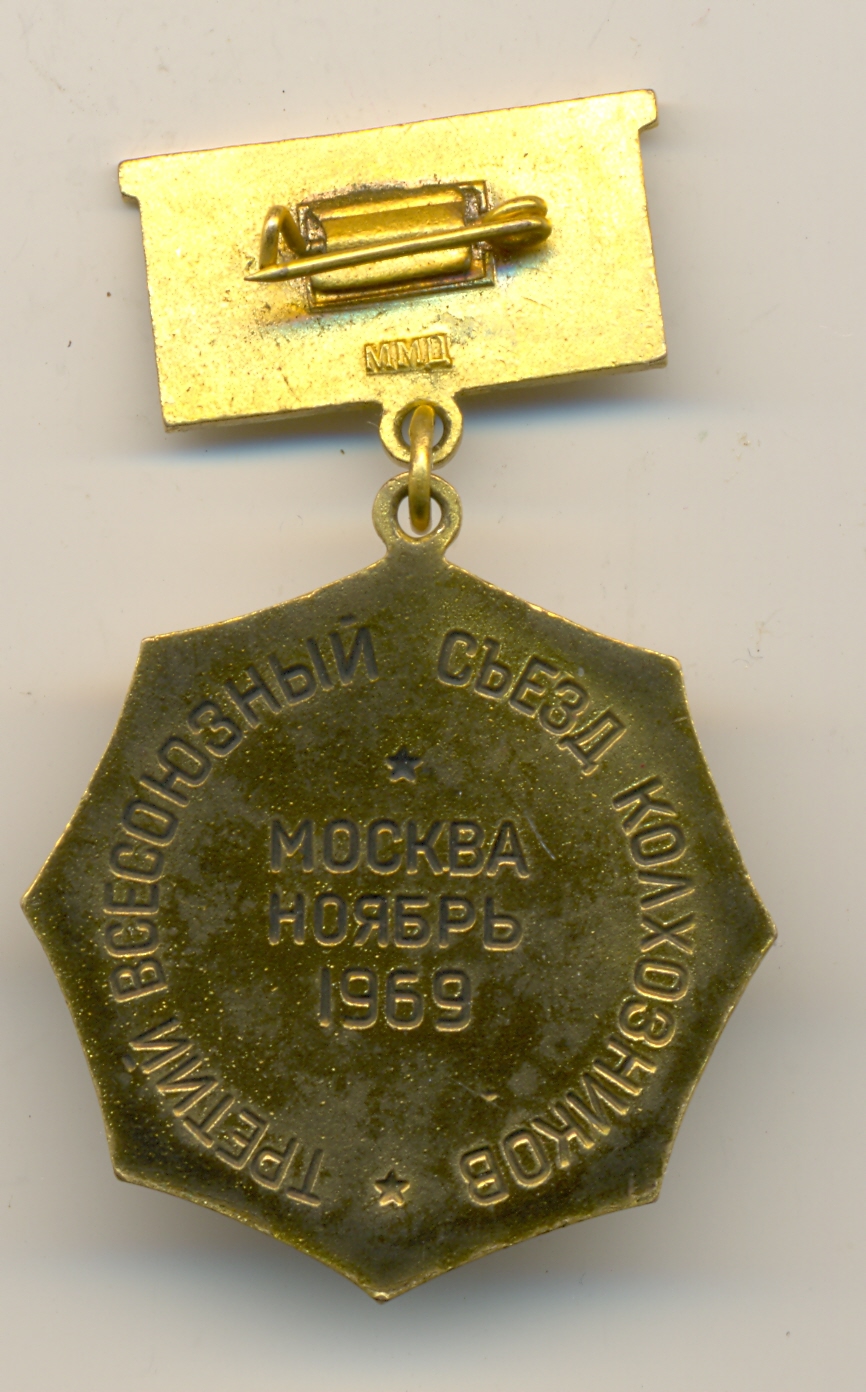 ММД
ТРЕТИЙ ВСЕСОЮЗНЫЙ СЪЕЗД КОЛХОЗНИКОВ
МОСКВА
НОЯБРЬ
1969